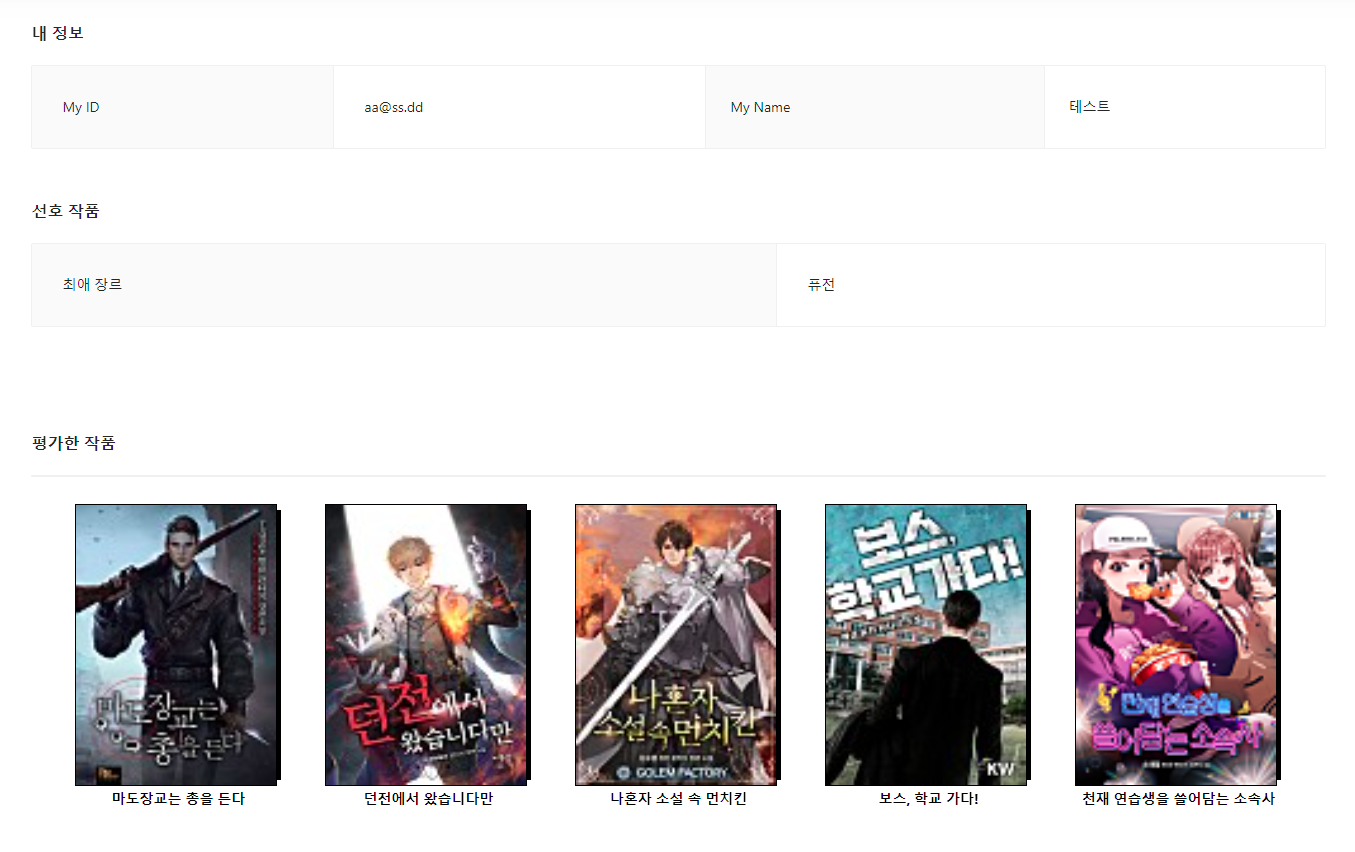 내 정보
My ID
aa@ss.dd
My Name
테스트
선호 작품
최애 장르
퓨전
평가한 작품
마도장교는
총을 든다
던전에서
왔습니다만
나혼자
소설 속 먼치킨
GOLEM FACTORY
보스,
학교 가다!
KW
천재 연습생을
쓸어담는 소속사
마도장교는 총을 든다
던전에서 왔습니다만
나혼자 소설 속 먼치킨
보스, 학교 가다!
천재 연습생을 쓸어담는 소속사